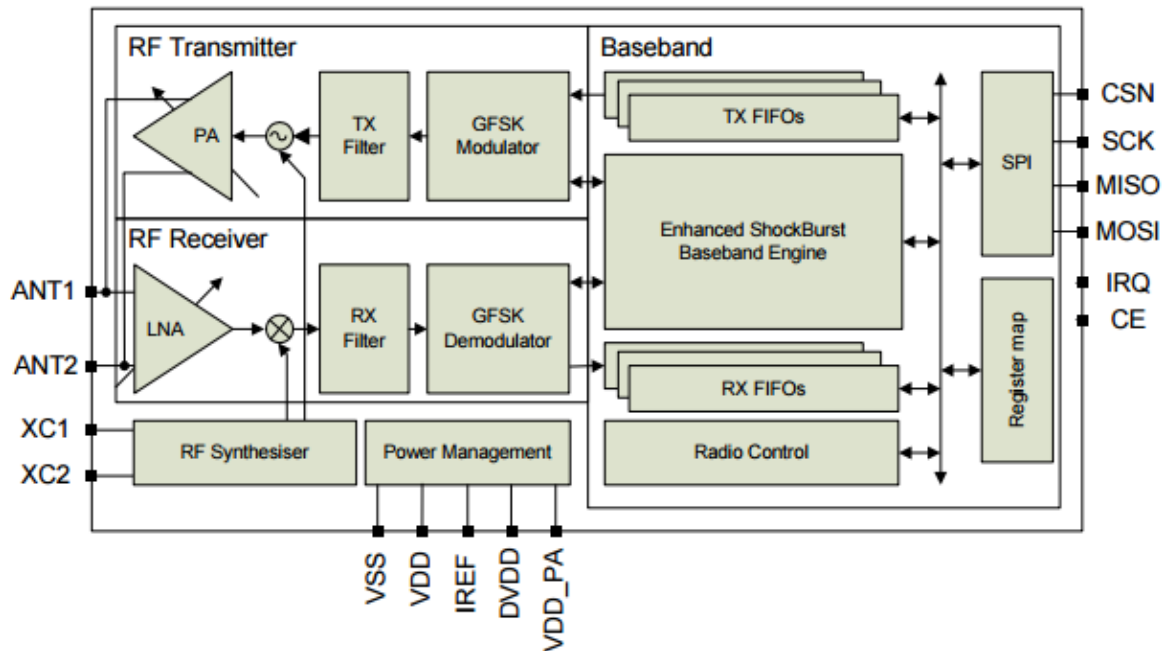 RF Transmitter
Baseband
PA
TX
Filter
GFSK
Modulator
TX FIFOs
SPI
CSN
SCK
MISO
MOSI
Enhanced ShockBurst
Baseband Engine
RF Receiver
ANT1
ANT2
LNA
RX
Filter
GFSK
Demodulator
RX FIFOs
Register map
IRQ
CE
XC1
XC2
RF Synthesiser
Power Management
Radio Control
VSS
VDD
IREF
DVDD
VDD_PA